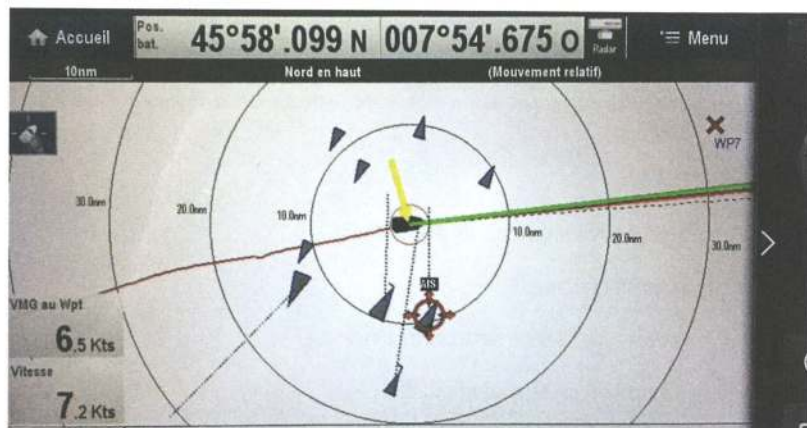 Accueil
Pos. bat.
45°58'.099 N
007°54'.675 O
Radar
Menu
10nm
Nord en haut
(Mouvement relatif)
WP7
30.0nm
20.0nm
10.0nm
10.0nm
20.0nm
30.0nm
AIS
VMG au Wpt
6.5 Kts
Vitesse
7.2 Kts